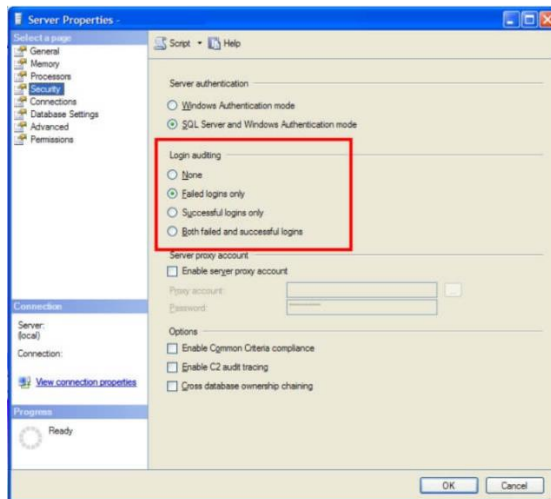 Server Properties -
Select a page
General
Memory
Processors
Security
Connections
Database Settings
Advanced
Permissions
Script Help
Server authentication
Windows Authentication mode
SQL Server and Windows Authentication mode
Login auditing
None
Failed logins only
Successful logins only
Both failed and successful logins
Server proxy account
Enable server proxy account
Proxy account:
...
Password:
**********
Options
Enable Common Criteria compliance
Enable C2 audit tracing
Cross database ownership chaining
Connection
Server:
(local)
Connection:
View connection properties
Progress
Ready
OK Cancel